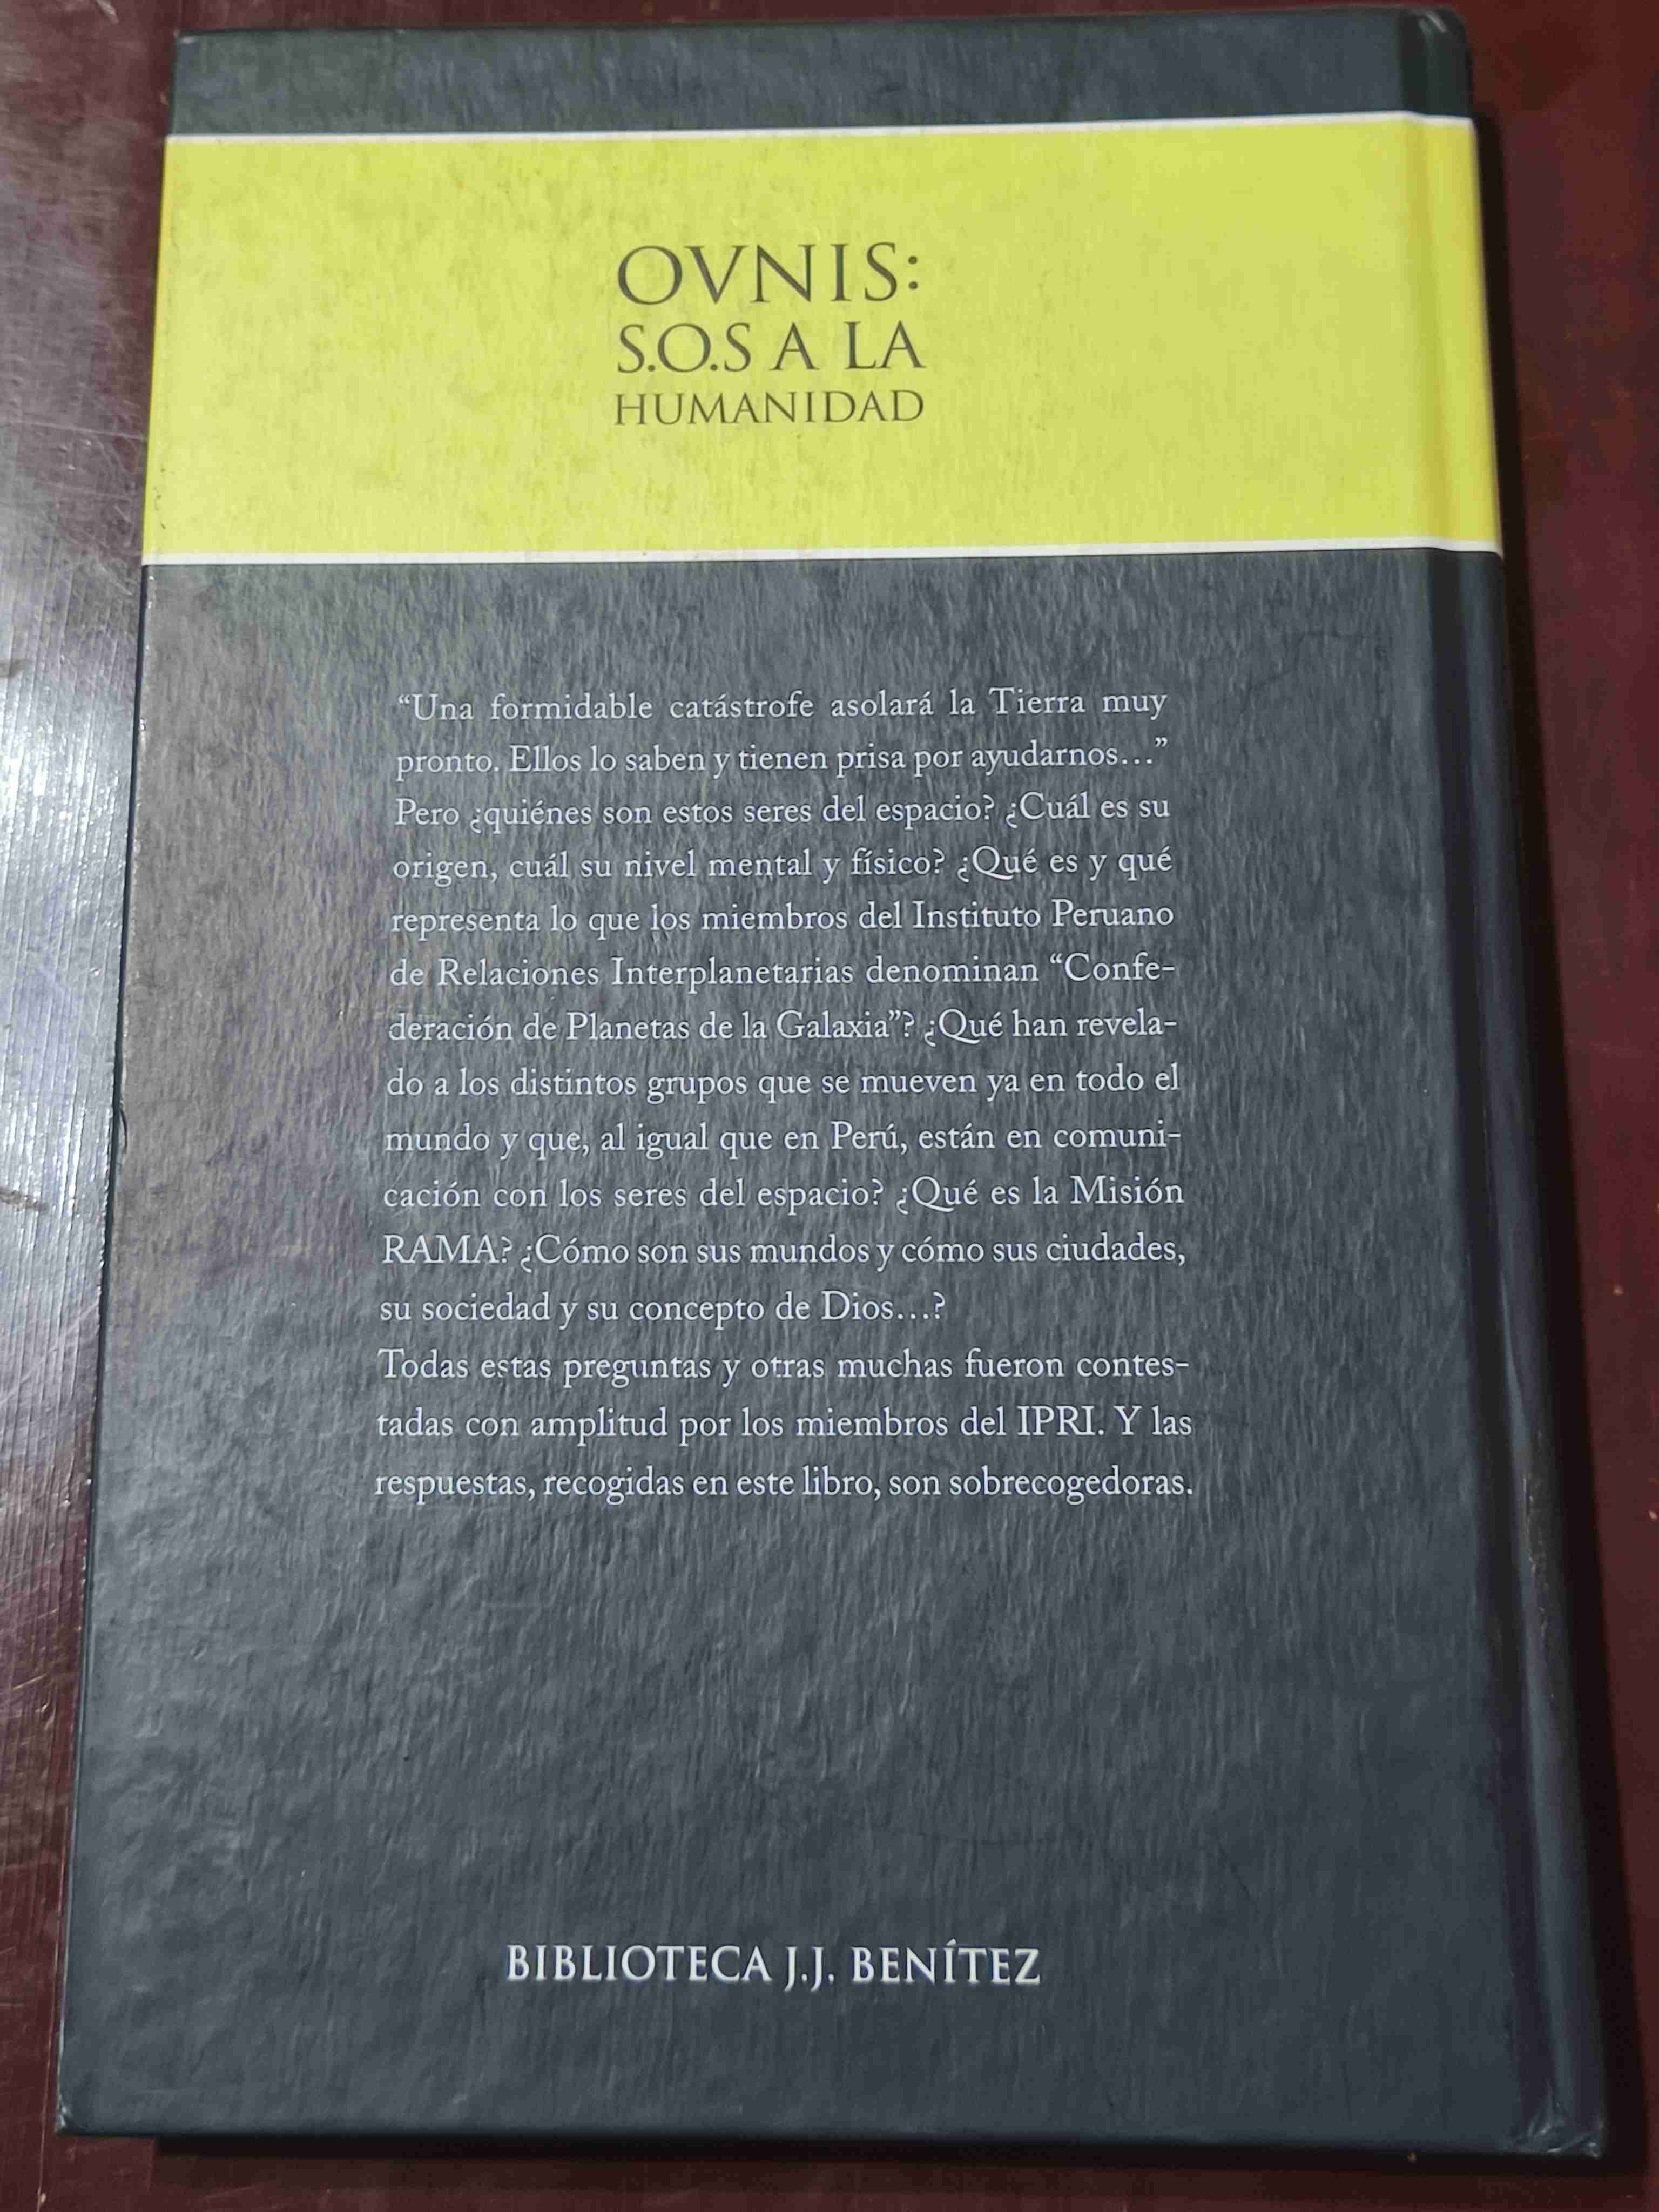 OVNIS:
S.O.S A LA
HUMANIDAD
“Una formidable catástrofe asolará la Tierra muy
pronto. Ellos lo saben y tienen prisa por ayudarnos…”
Pero ¿quiénes son estos seres del espacio? ¿Cuál es su
origen, cuál su nivel mental y físico? ¿Qué es y qué
representa lo que los miembros del Instituto Peruano
de Relaciones Interplanetarias denominan “Confe-
deración de Planetas de la Galaxia”? ¿Qué han revela-
do a los distintos grupos que se mueven ya en todo el
mundo y que, al igual que en Perú, están en comuni-
cación con los seres del espacio? ¿Qué es la Misión
RAMA? ¿Cómo son sus mundos y cómo sus ciudades,
su sociedad y su concepto de Dios…?
Todas estas preguntas y otras muchas fueron contes-
tadas con amplitud por los miembros del IPRI. Y las
respuestas, recogidas en este libro, son sobrecogedoras.
BIBLIOTECA J.J. BENÍTEZ